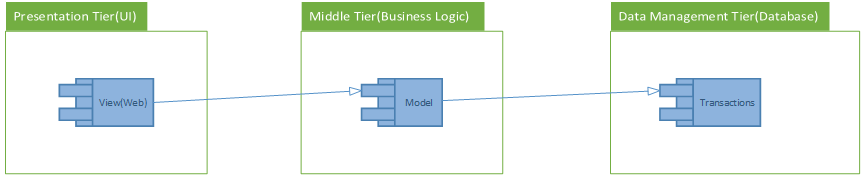 Presentation Tier(UI)
Middle Tier(Business Logic)
Data Management Tier(Database)
View(Web)
Model
Transactions